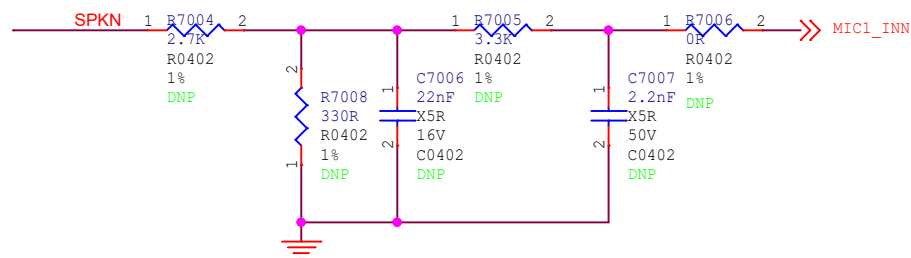 SPKN
1 R7004 2
2.7K
R0402
1%
DNP
1 R7005 2
3.3K
R0402
1%
DNP
1 R7006 2
0R
R0402
1%
DNP
MIC1_INN
2
R7008
330R
R0402
1%
DNP
1
C7006
1
22nF
X5R
16V
2
C0402
DNP
C7007
1
2.2nF
X5R
50V
2
C0402
DNP